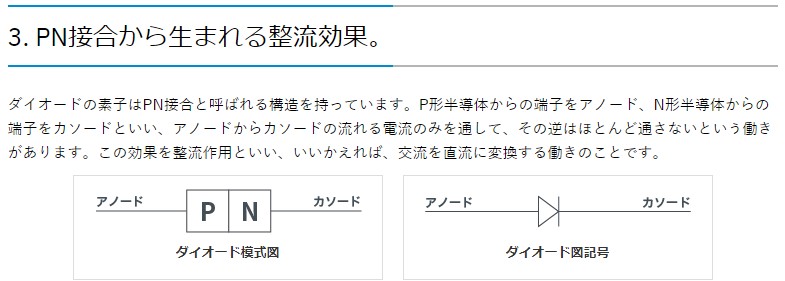 3. PN接合から生まれる整流効果。
ダイオードの素子はPN接合と呼ばれる構造を持っています。P形半導体からの端子をアノード、N形半導体からの
端子をカソードといい、アノードからカソードの流れる電流のみを通して、その逆はほとんど通さないという働き
があります。この効果を整流作用といい、いいかえれば、交流を直流に変換する働きのことです。
アノード P N カソード
ダイオード模式図
アノード カソード
ダイオード図記号